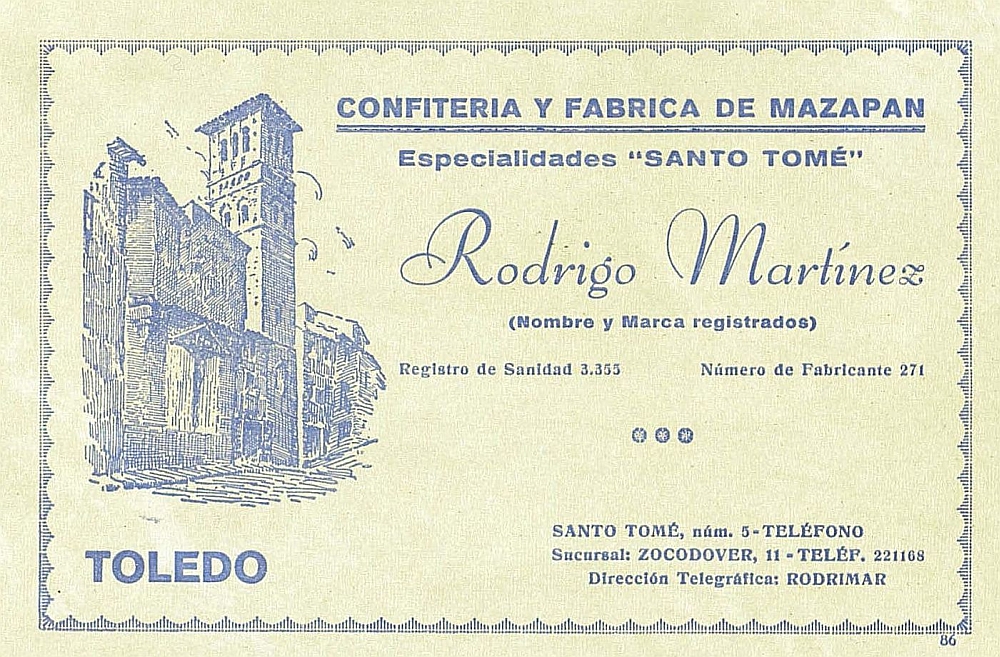 CONFITERIA Y FABRICA DE MAZAPAN
Especialidades "SANTO TOMÉ"
Rodrigo Martínez
(Nombre y Marca registrados)
Registro de Sanidad 3.355 Número de Fabricante 271
SANTO TOMÉ, núm. 5-TELÉFONO
Sucursal: ZOCODOVER, 11 - TELÉF. 221168
Dirección Telegráfica: RODRIMAR
TOLEDO
86